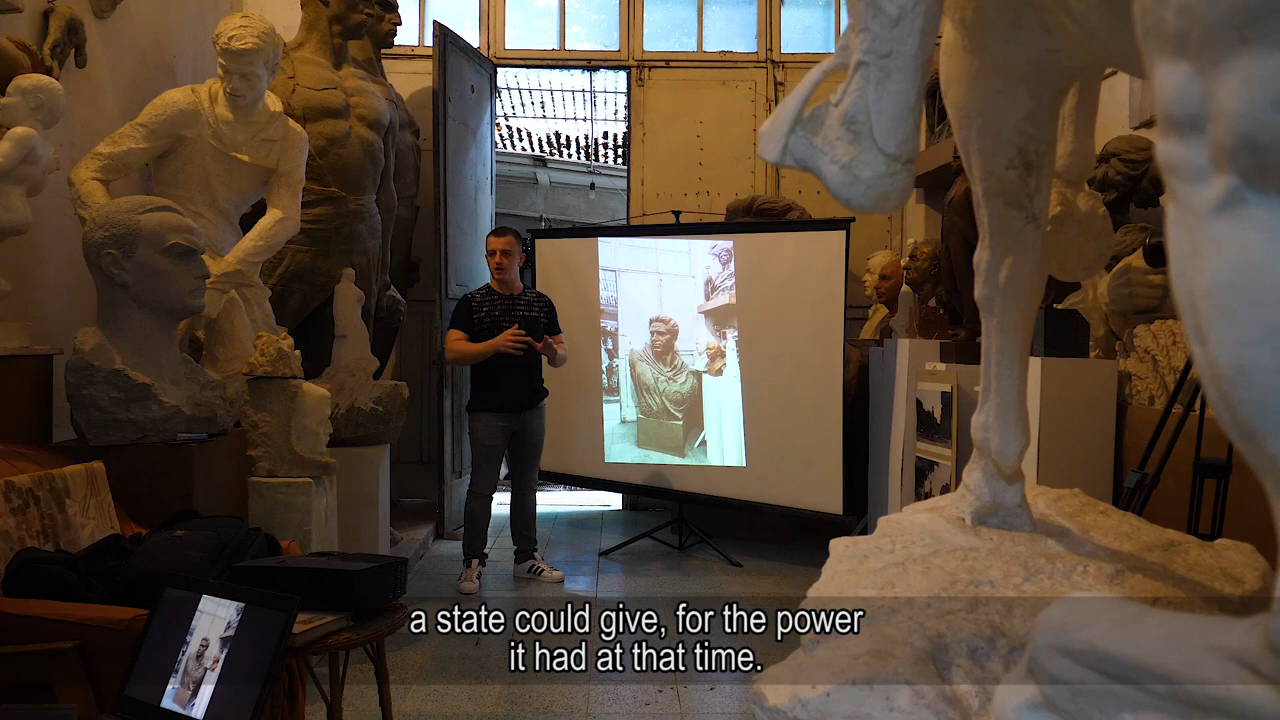 a state could give, for the power
it had at that time.